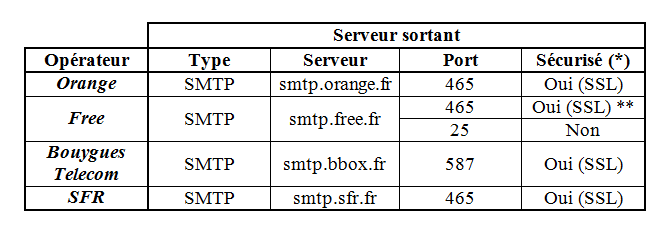 Serveur sortant
Opérateur Type Serveur Port Sécurisé (*)
Orange SMTP smtp.orange.fr 465 Oui (SSL)
Free SMTP smtp.free.fr 465 Oui (SSL) **
25 Non
Bouygues Telecom SMTP smtp.bbox.fr 587 Oui (SSL)
SFR SMTP smtp.sfr.fr 465 Oui (SSL)